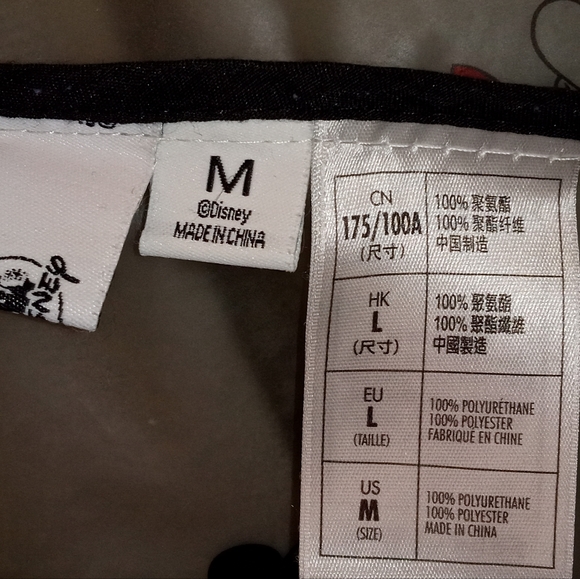 M
©Disney
MADE IN CHINA
CN
175/100A
(尺寸)
100% 聚氨酯
100% 聚酯纤维
中国制造
HK
L
(尺寸)
100% 聚氨酯
100% 聚酯纖維
中國製造
EU
L
(TAILLE)
100% POLYURÉTHANE
100% POLYESTER
FABRIQUÉ EN CHINE
US
M
(SIZE)
100% POLYURETHANE
100% POLYESTER
MADE IN CHINA